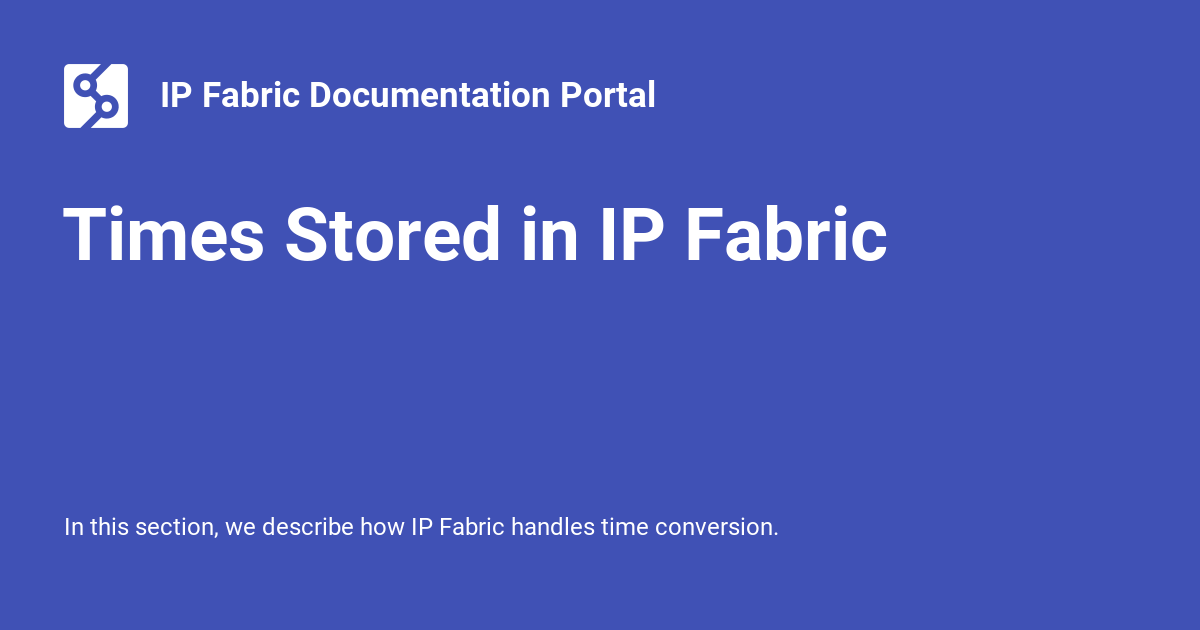 IP Fabric Documentation Portal
Times Stored in IP Fabric
In this section, we describe how IP Fabric handles time conversion.